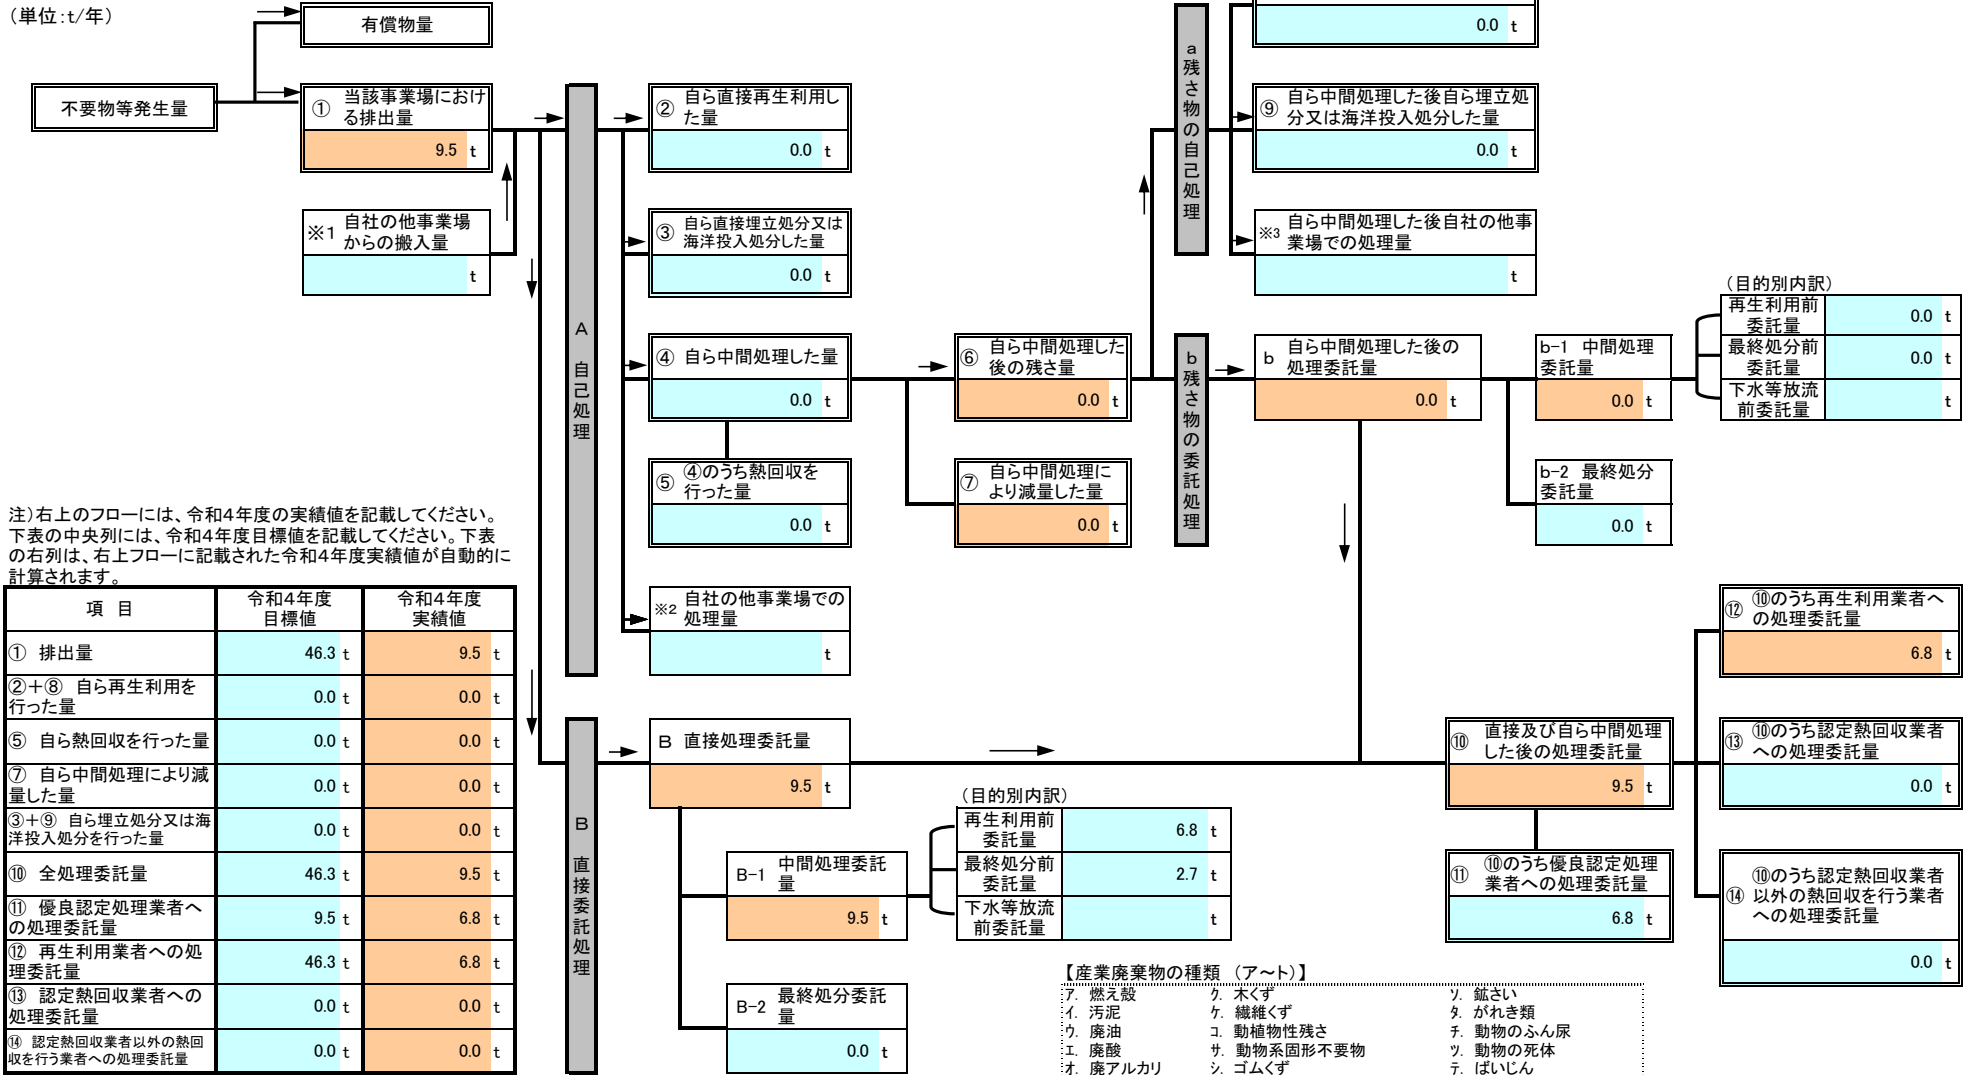 （単位：t/年）
有償物量
不要物等発生量
① 当該事業場におけ
る排出量
9.5 t
※1 自社の他事業場
からの搬入量
t
A 自己処理
② 自ら直接再生利用し
た量
0.0 t
③ 自ら直接埋立処分又は
海洋投入処分した量
0.0 t
④ 自ら中間処理した量
0.0 t
⑤ ④のうち熱回収を
行った量
0.0 t
※2 自社の他事業場での
処理量
t
⑥ 自ら中間処理した
後の残さ量
0.0 t
⑦ 自ら中間処理に
より減量した量
0.0 t
a 残さ物の自己処理
0.0 t
⑨ 自ら中間処理した後自ら埋立処
分又は海洋投入処分した量
0.0 t
※3 自ら中間処理した後自社の他事
業場での処理量
t
b 残さ物の委託処理
b 自ら中間処理した後の
処理委託量
0.0 t
b-1 中間処理
委託量
0.0 t
b-2 最終処分
委託量
0.0 t
（目的別内訳）
再生利用前
委託量
0.0 t
最終処分前
委託量
0.0 t
下水等放流
前委託量
t
注）右上のフローには、令和４年度の実績値を記載してください。
下表の中央列には、令和４年度目標値を記載してください。下表
の右列は、右上フローに記載された令和４年度実績値が自動的に
計算されます。
項 目 令和４年度
目標値 令和４年度
実績値
① 排出量 46.3 t 9.5 t
②＋⑧ 自ら再生利用を
行った量 0.0 t 0.0 t
⑤ 自ら熱回収を行った量 0.0 t 0.0 t
⑦ 自ら中間処理により減
量した量 0.0 t 0.0 t
③＋⑨ 自ら埋立処分又は海
洋投入処分を行った量 0.0 t 0.0 t
⑩ 全処理委託量 46.3 t 9.5 t
⑪ 優良認定処理業者へ
の処理委託量 9.5 t 6.8 t
⑫ 再生利用業者への処
理委託量 46.3 t 6.8 t
⑬ 認定熱回収業者への
処理委託量 0.0 t 0.0 t
⑭ 認定熱回収業者以外の熱回
収を行う業者への処理委託量 0.0 t 0.0 t
B 直接委託処理
B 直接処理委託量
9.5 t
B-1 中間処理委託
量
9.5 t
B-2 最終処分委託
量
0.0 t
（目的別内訳）
再生利用前
委託量
6.8 t
最終処分前
委託量
2.7 t
下水等放流
前委託量
t
⑩ 直接及び自ら中間処理
した後の処理委託量
9.5 t
⑪ ⑩のうち優良認定処理
業者への処理委託量
6.8 t
⑫ ⑩のうち再生利用業者へ
の処理委託量
6.8 t
⑬ ⑩のうち認定熱回収業者
への処理委託量
0.0 t
⑭ ⑩のうち認定熱回収業者
以外の熱回収を行う業者
への処理委託量
0.0 t
【産業廃棄物の種類 （ア～ト）】
ア. 燃え殻 ク. 木くず ソ. 鉱さい
イ. 汚泥 ケ. 繊維くず タ. がれき類
ウ. 廃油 コ. 動植物性残さ チ. 動物のふん尿
エ. 廃酸 サ. 動物系固形不要物 ツ. 動物の死体
オ. 廃アルカリ シ. ゴムくず テ. ばいじん